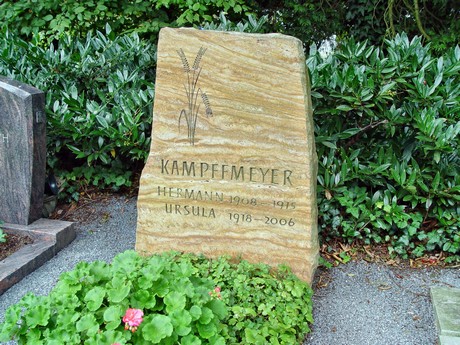 KAMPFFMEYER
HERMANN 1908 - 1975
URSULA 1918 - 2006